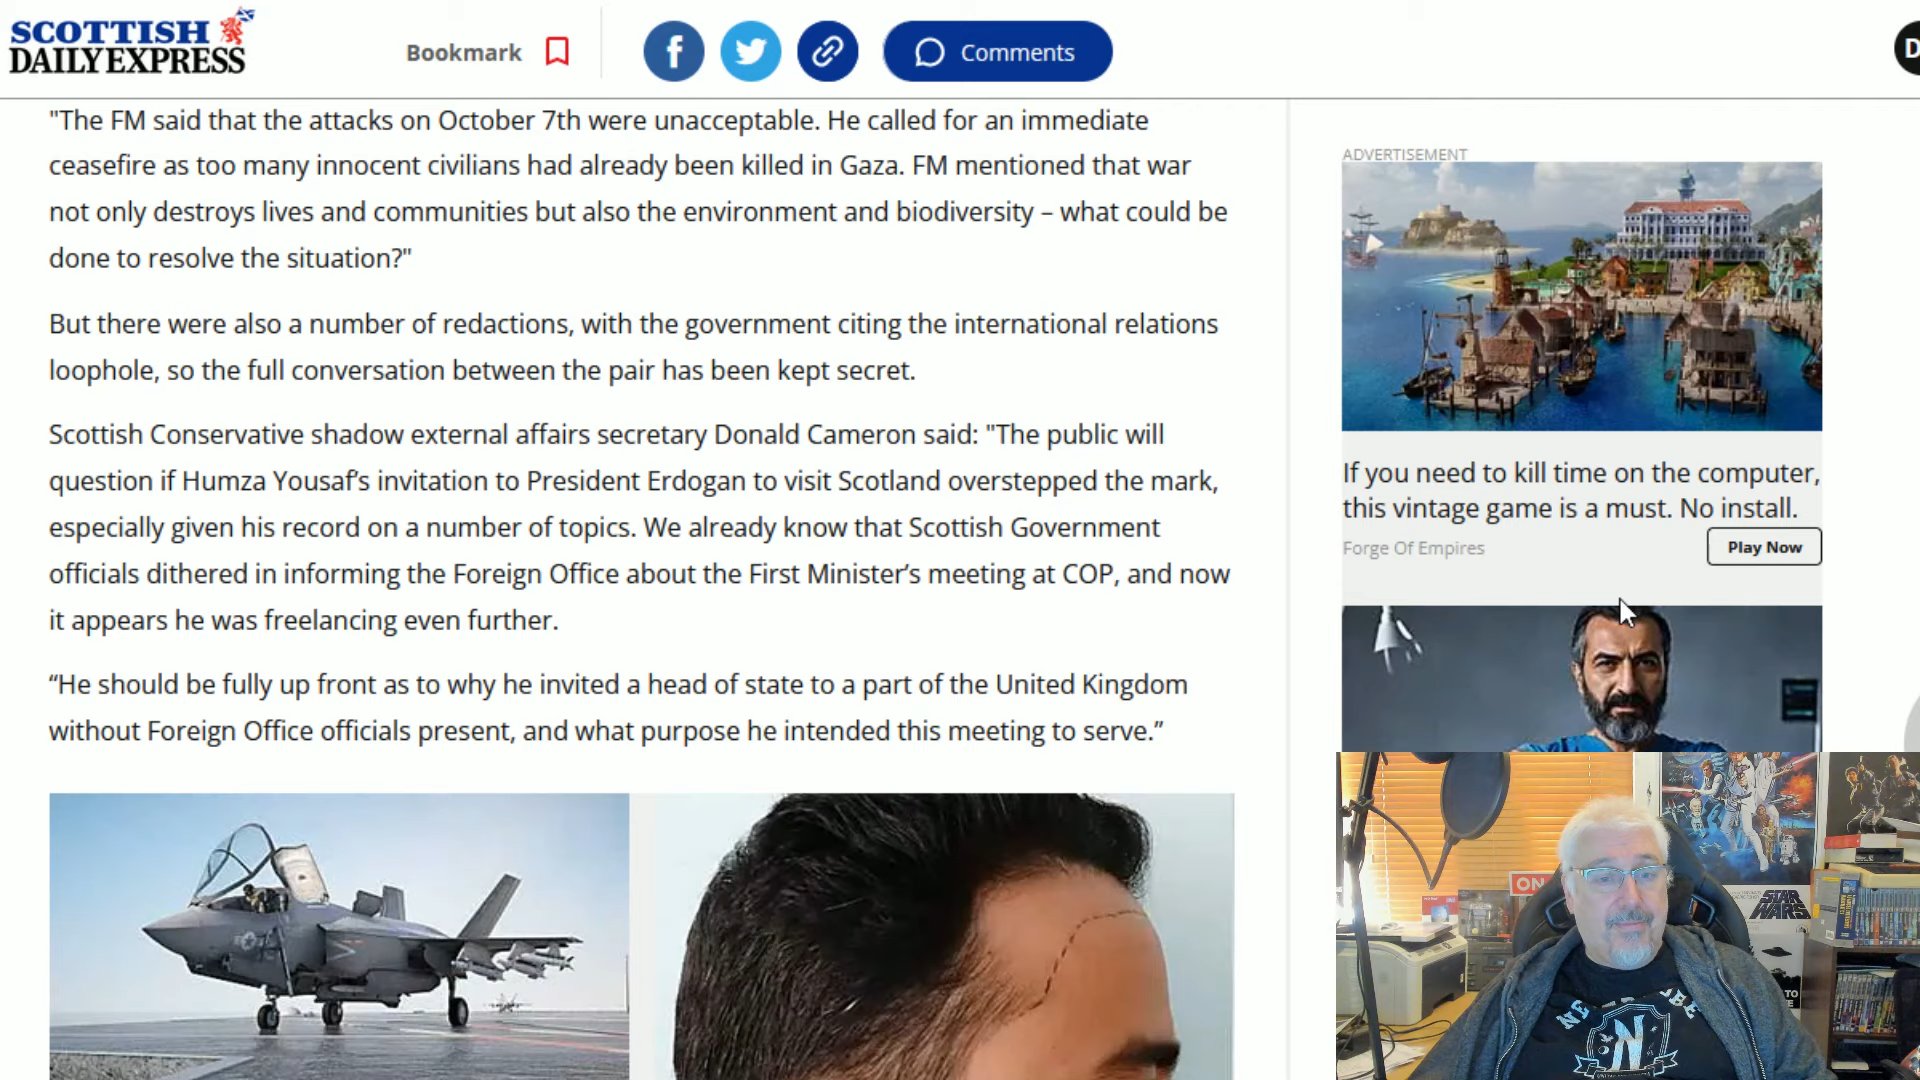 SCOTTISH
DAILY EXPRESS
Bookmark
Comments
D
"The FM said that the attacks on October 7th were unacceptable. He called for an immediate
ceasefire as too many innocent civilians had already been killed in Gaza. FM mentioned that war
not only destroys lives and communities but also the environment and biodiversity – what could be
done to resolve the situation?"
But there were also a number of redactions, with the government citing the international relations
loophole, so the full conversation between the pair has been kept secret.
Scottish Conservative shadow external affairs secretary Donald Cameron said: "The public will
question if Humza Yousaf’s invitation to President Erdogan to visit Scotland overstepped the mark,
especially given his record on a number of topics. We already know that Scottish Government
officials dithered in informing the Foreign Office about the First Minister’s meeting at COP, and now
it appears he was freelancing even further.
“He should be fully up front as to why he invited a head of state to a part of the United Kingdom
without Foreign Office officials present, and what purpose he intended this meeting to serve.”
ADVERTISEMENT
If you need to kill time on the computer,
this vintage game is a must. No install.
Forge Of Empires
Play Now
ON
STAR
WARS
TO
N